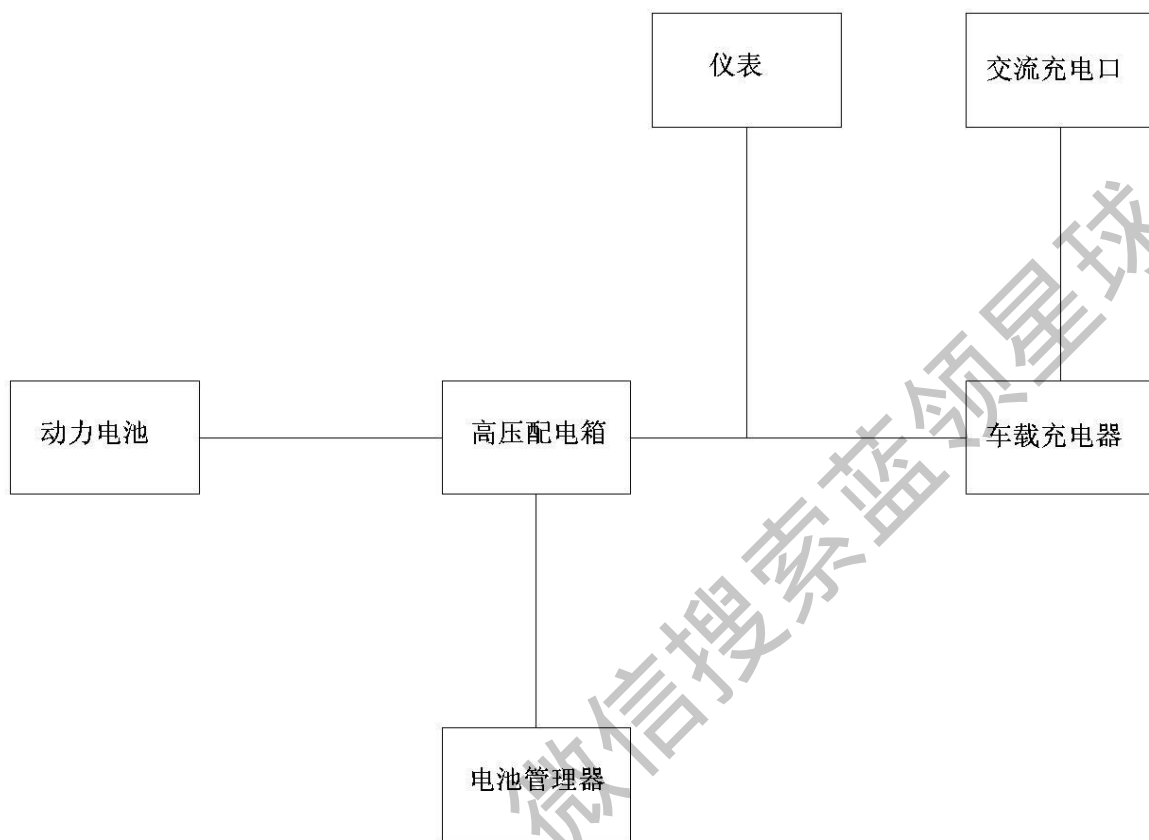 仪表
交流充电口
动力电池
高压配电箱
车载充电器
电池管理器
微信搜索蓝领星球